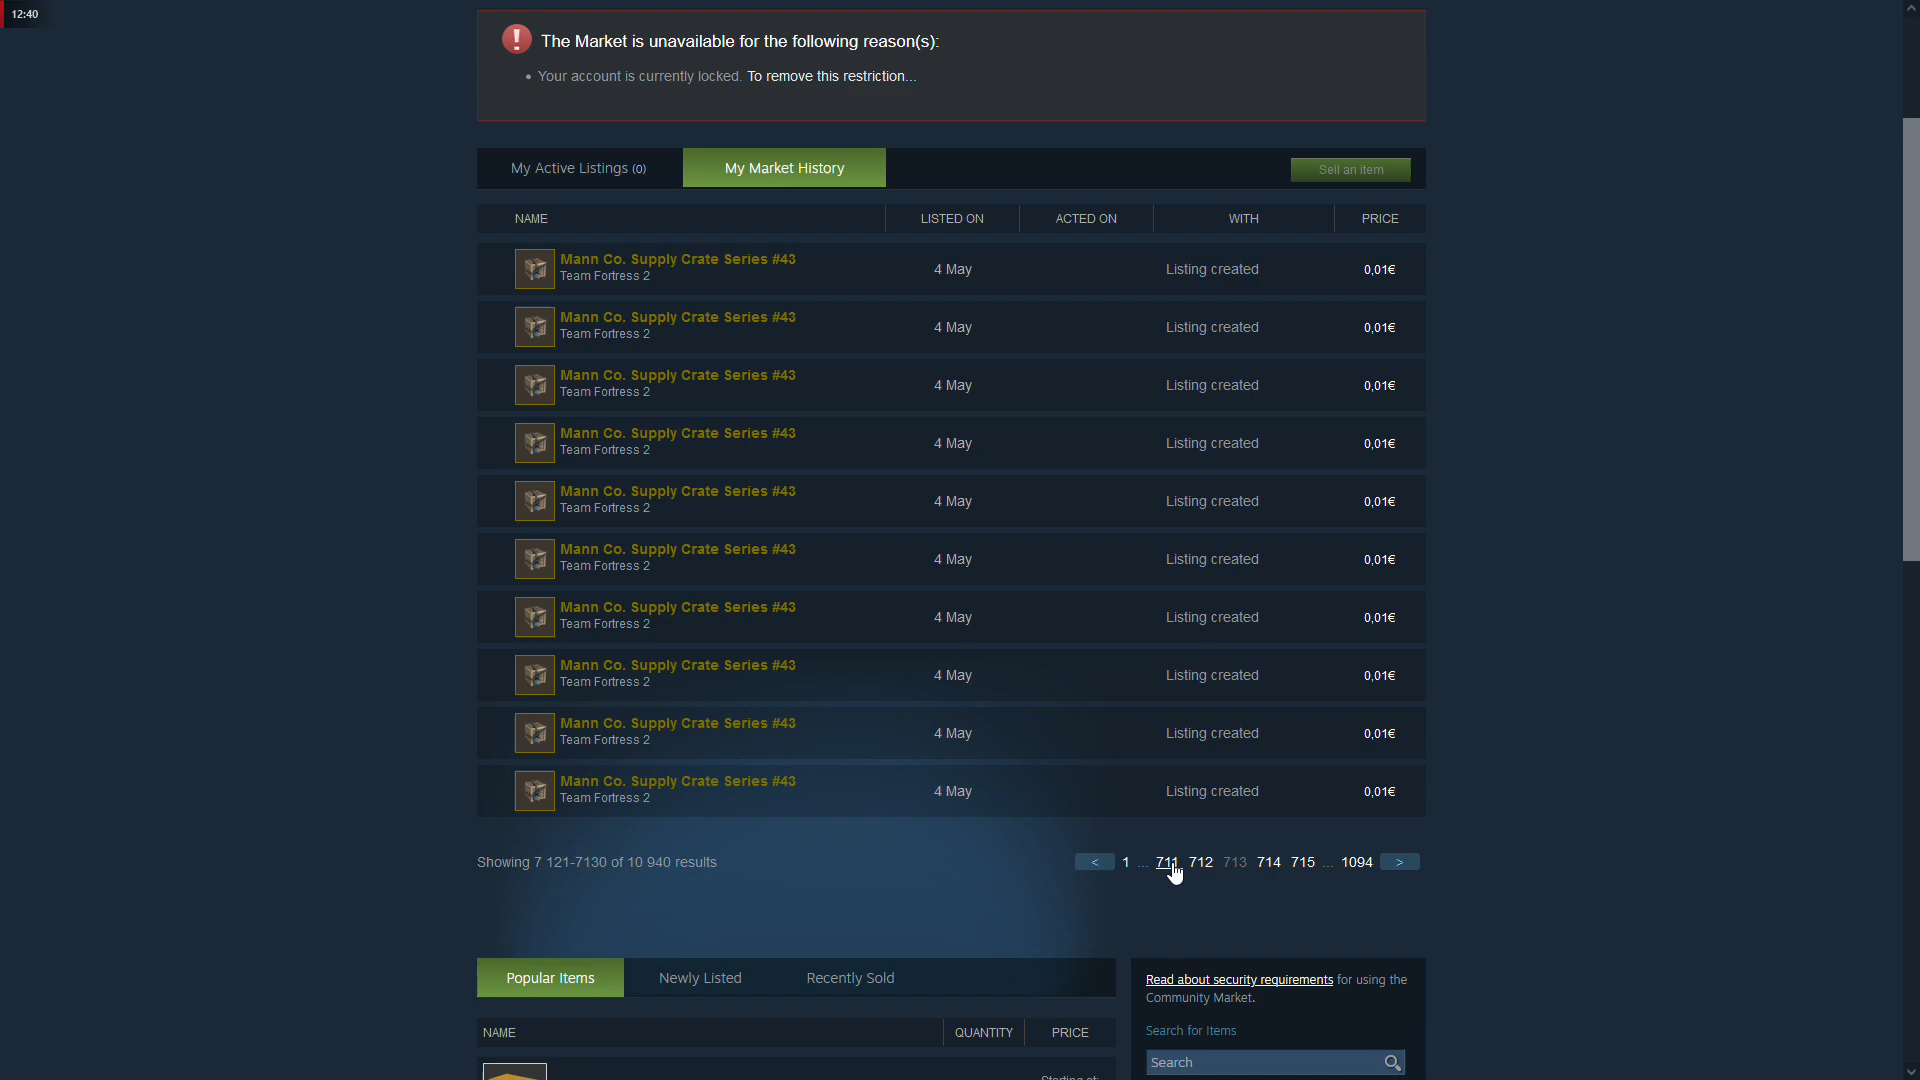 12:40
The Market is unavailable for the following reason(s):
• Your account is currently locked. To remove this restriction...
My Active Listings (0)
My Market History
Sell an item
NAME LISTED ON ACTED ON WITH PRICE
Mann Co. Supply Crate Series #43
Team Fortress 2
4 May Listing created 0,01€
Mann Co. Supply Crate Series #43
Team Fortress 2
4 May Listing created 0,01€
Mann Co. Supply Crate Series #43
Team Fortress 2
4 May Listing created 0,01€
Mann Co. Supply Crate Series #43
Team Fortress 2
4 May Listing created 0,01€
Mann Co. Supply Crate Series #43
Team Fortress 2
4 May Listing created 0,01€
Mann Co. Supply Crate Series #43
Team Fortress 2
4 May Listing created 0,01€
Mann Co. Supply Crate Series #43
Team Fortress 2
4 May Listing created 0,01€
Mann Co. Supply Crate Series #43
Team Fortress 2
4 May Listing created 0,01€
Mann Co. Supply Crate Series #43
Team Fortress 2
4 May Listing created 0,01€
Mann Co. Supply Crate Series #43
Team Fortress 2
4 May Listing created 0,01€
Showing 7 121-7130 of 10 940 results
< 1 ... 711 712 713 714 715 ... 1094 >
Popular Items Newly Listed Recently Sold
NAME QUANTITY PRICE
Starting at:
Read about security requirements for using the
Community Market.
Search for Items
Search